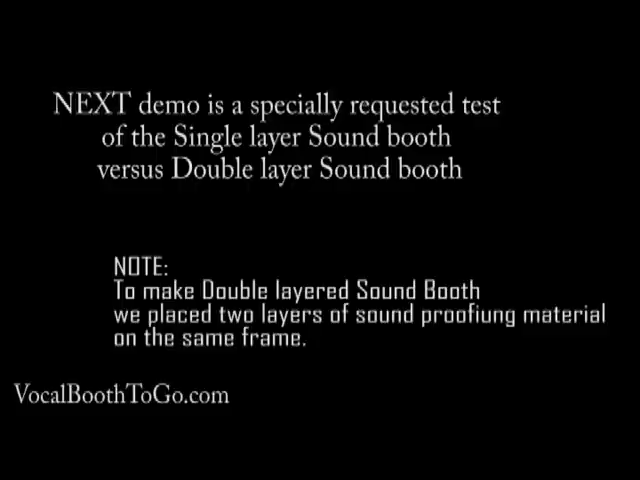 NEXT demo is a specially requested test
of the Single layer Sound booth
versus Double layer Sound booth
NOTE:
To make Double layered Sound Booth
we placed two layers of sound proofiung material
on the same frame.
VocalBoothToGo.com